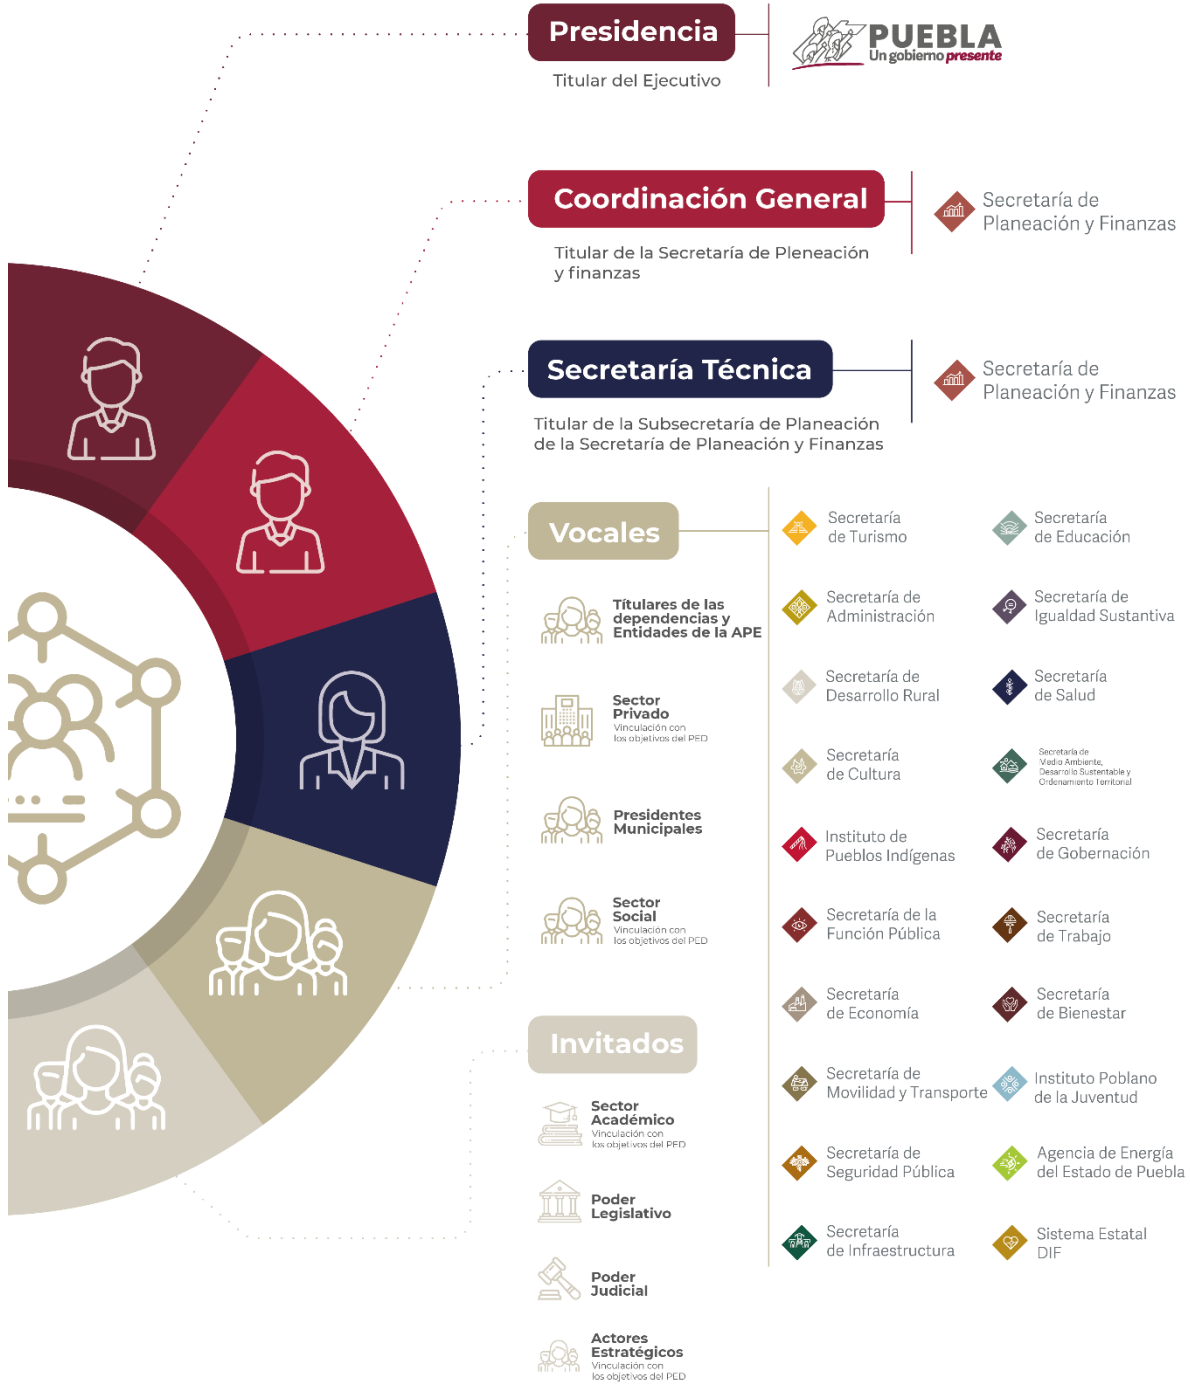 Presidencia
Titular del Ejecutivo
PUEBLA
Un gobierno presente
Coordinación General
Titular de la Secretaría de Pleneación
y finanzas
Secretaría de
Planeación y Finanzas
Secretaría Técnica
Titular de la Subsecretaría de Planeación
de la Secretaría de Planeación y Finanzas
Secretaría de
Planeación y Finanzas
Vocales
Títulares de las
dependencias y
Entidades de la APE
Sector
Privado
Vinculación con
los objetivos del PED
Presidentes
Municipales
Sector
Social
Vinculación con
los objetivos del PED
Secretaría
de Turismo
Secretaría
de Educación
Secretaría de
Administración
Secretaría de
Igualdad Sustantiva
Secretaría de
Desarrollo Rural
Secretaría
de Salud
Secretaría
de Cultura
Secretaría de
Medio Ambiente,
Desarrollo Sustentable y
Ordenamiento Territorial
Instituto de
Pueblos Indígenas
Secretaría
de Gobernación
Secretaría de la
Función Pública
Secretaría
de Trabajo
Secretaría
de Economía
Secretaría
de Bienestar
Secretaría de
Movilidad y Transporte
Instituto Poblano
de la Juventud
Secretaría de
Seguridad Pública
Agencia de Energía
del Estado de Puebla
Secretaría
de Infraestructura
Sistema Estatal
DIF
Invitados
Sector
Académico
Vinculación con
los objetivos del PED
Poder
Legislativo
Poder
Judicial
Actores
Estratégicos
Vinculación con
los objetivos del PED